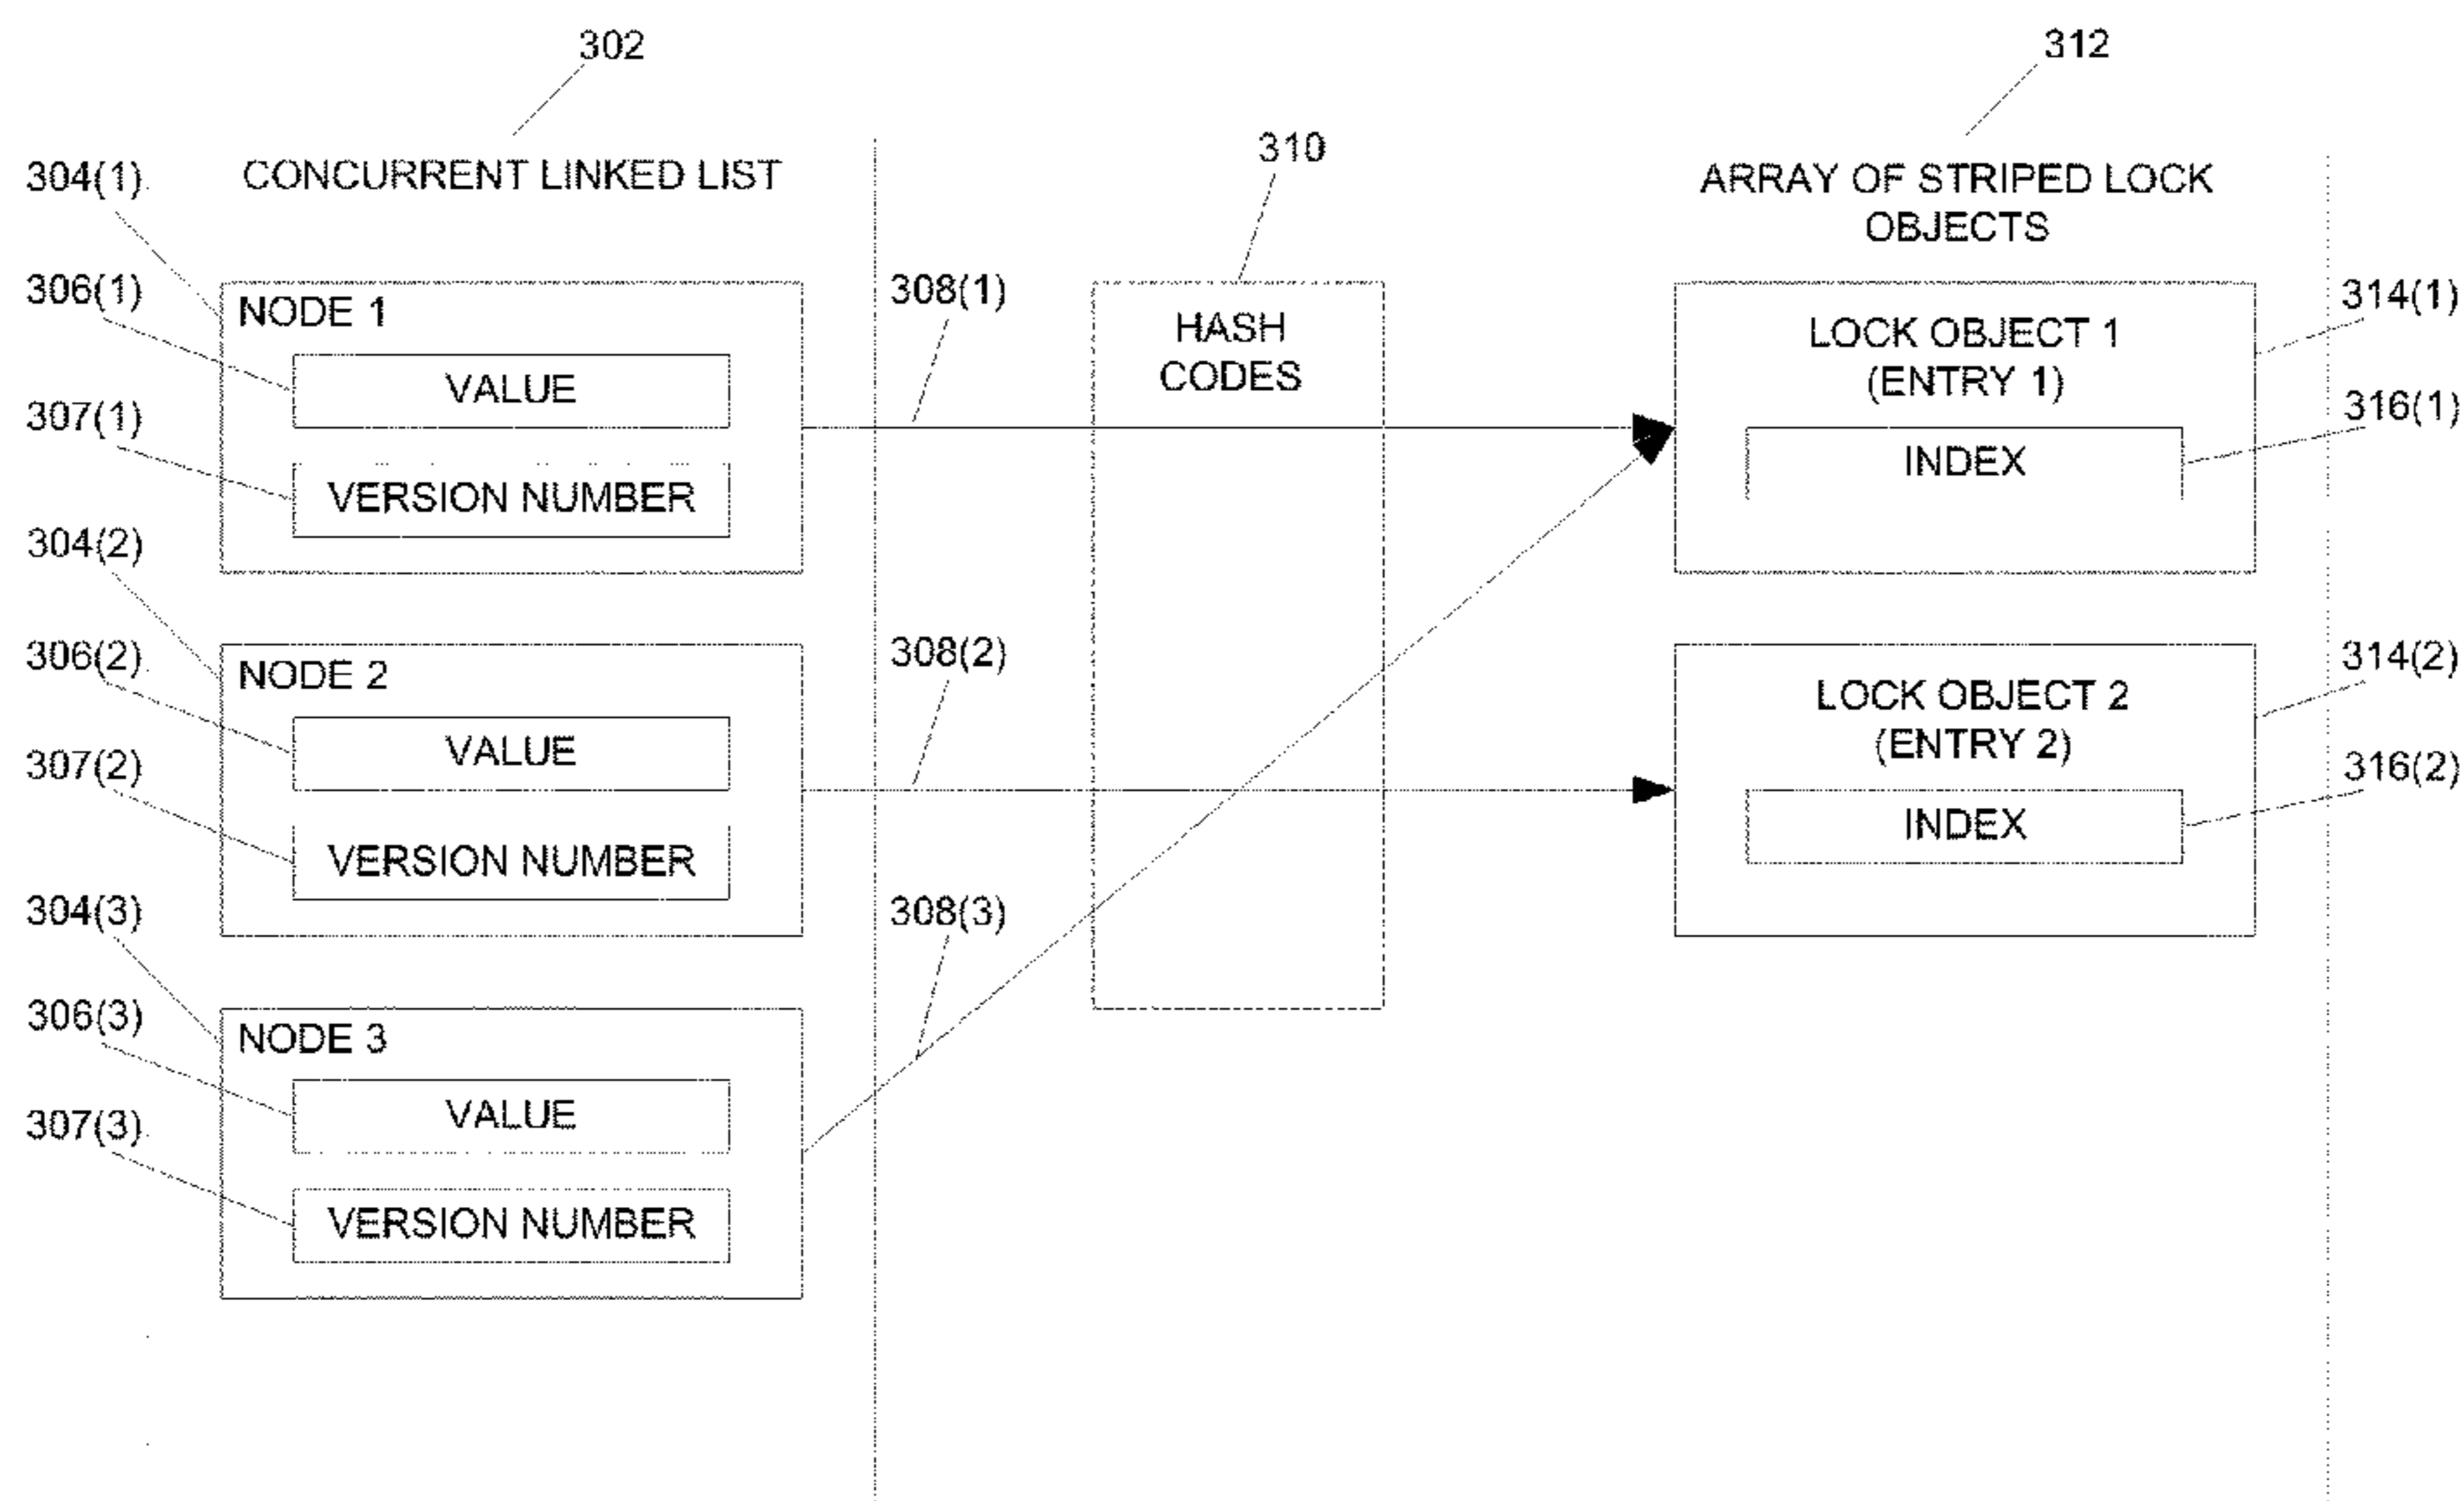 302
312
310
304(1)
CONCURRENT LINKED LIST
ARRAY OF STRIPED LOCK
OBJECTS
306(1)
NODE 1
308(1)
HASH
CODES
LOCK OBJECT 1
(ENTRY 1)
314(1)
VALUE
307(1)
316(1)
INDEX
VERSION NUMBER
304(2)
306(2)
NODE 2
308(2)
LOCK OBJECT 2
(ENTRY 2)
314(2)
VALUE
307(2)
316(2)
INDEX
VERSION NUMBER
304(3)
308(3)
306(3)
NODE 3
VALUE
307(3)
VERSION NUMBER